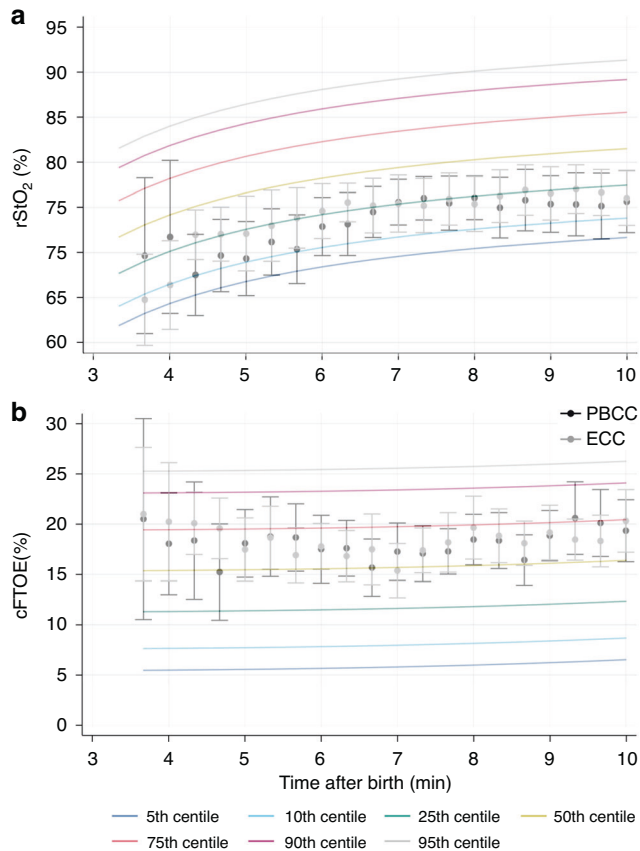 a
95
90
85
80
75
75
65
60
rStO2 (%)
3 4 5 6 7 8 9 10
b
30
25
20
15
10
5
0
cFTOE(%)
PBCC
ECC
3 4 5 6 7 8 9 10
Time after birth (min)
5th centile 10th centile 25th centile 50th centile
75th centile 90th centile 95th centile